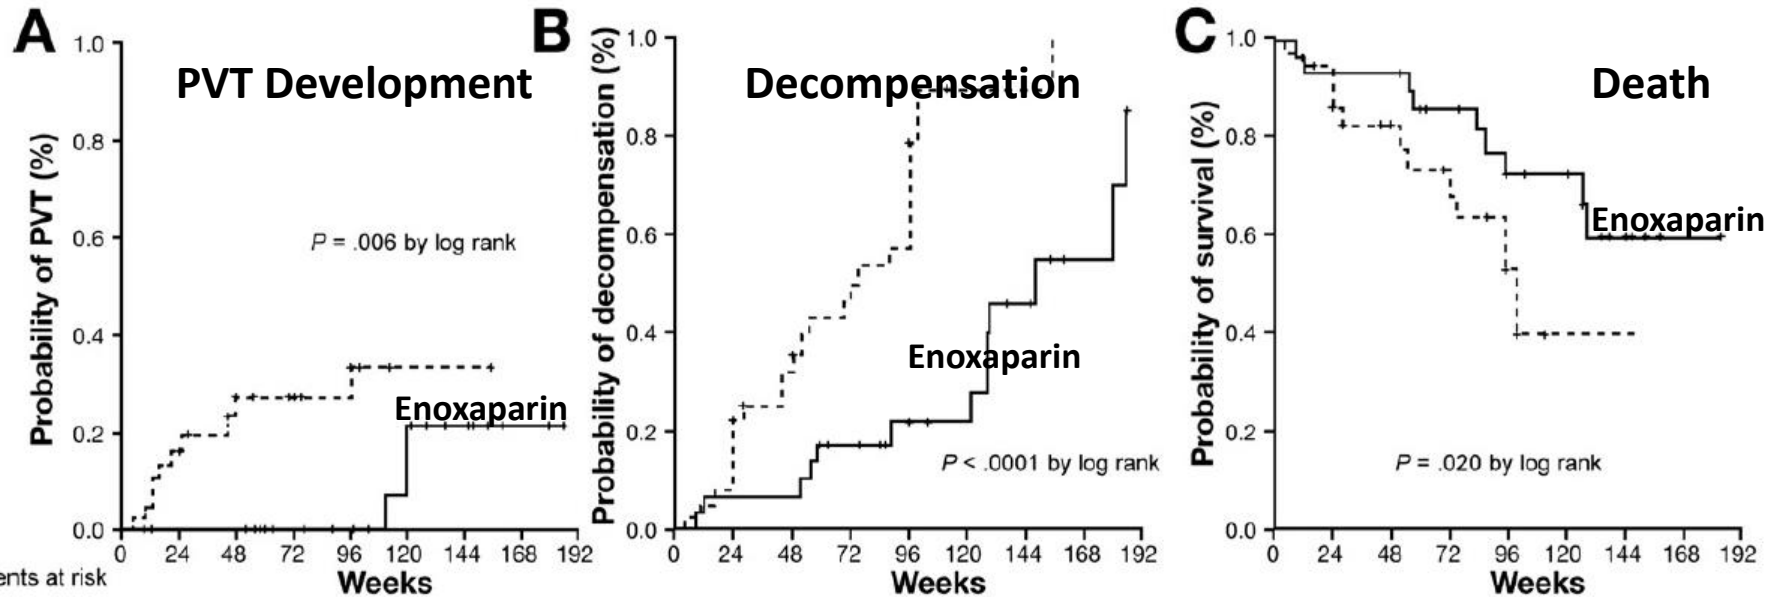 A
PVT Development
Probability of PVT (%)
1.0
0.8
0.6
0.4
0.2
0.0
P = .006 by log rank
Enoxaparin
0 24 48 72 96 120 144 168 192
Weeks
ents at risk
B
Decompensation
Probability of decompensation (%)
1.0
0.8
0.6
0.4
0.2
0.0
Enoxaparin
P < .0001 by log rank
0 24 48 72 96 120 144 168 192
Weeks
C
Death
Probability of survival (%)
1.0
0.8
0.6
0.4
0.2
0.0
Enoxaparin
P = .020 by log rank
0 24 48 72 96 120 144 168 192
Weeks